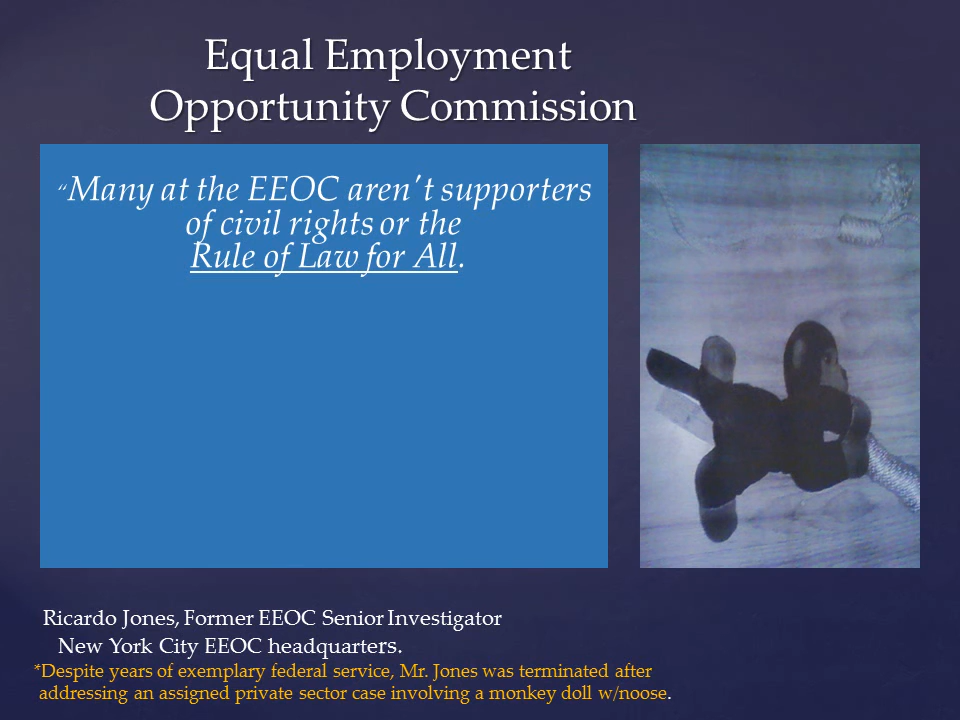 Equal Employment
Opportunity Commission
“Many at the EEOC aren't supporters
of civil rights or the
Rule of Law for All.
Ricardo Jones, Former EEOC Senior Investigator
New York City EEOC headquarters.
*Despite years of exemplary federal service, Mr. Jones was terminated after
addressing an assigned private sector case involving a monkey doll w/noose.